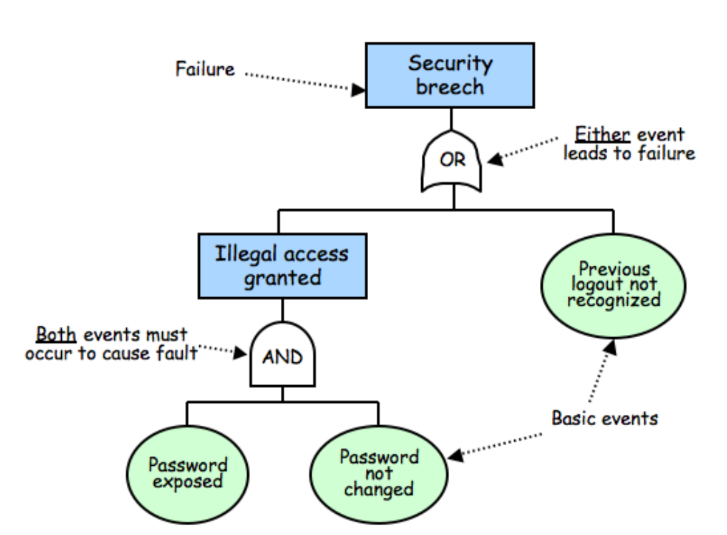 Failure
Security
breech
OR
Either event
leads to failure
Illegal access
granted
Previous
logout not
recognized
Both events must
occur to cause fault
AND
Basic events
Password
exposed
Password
not
changed